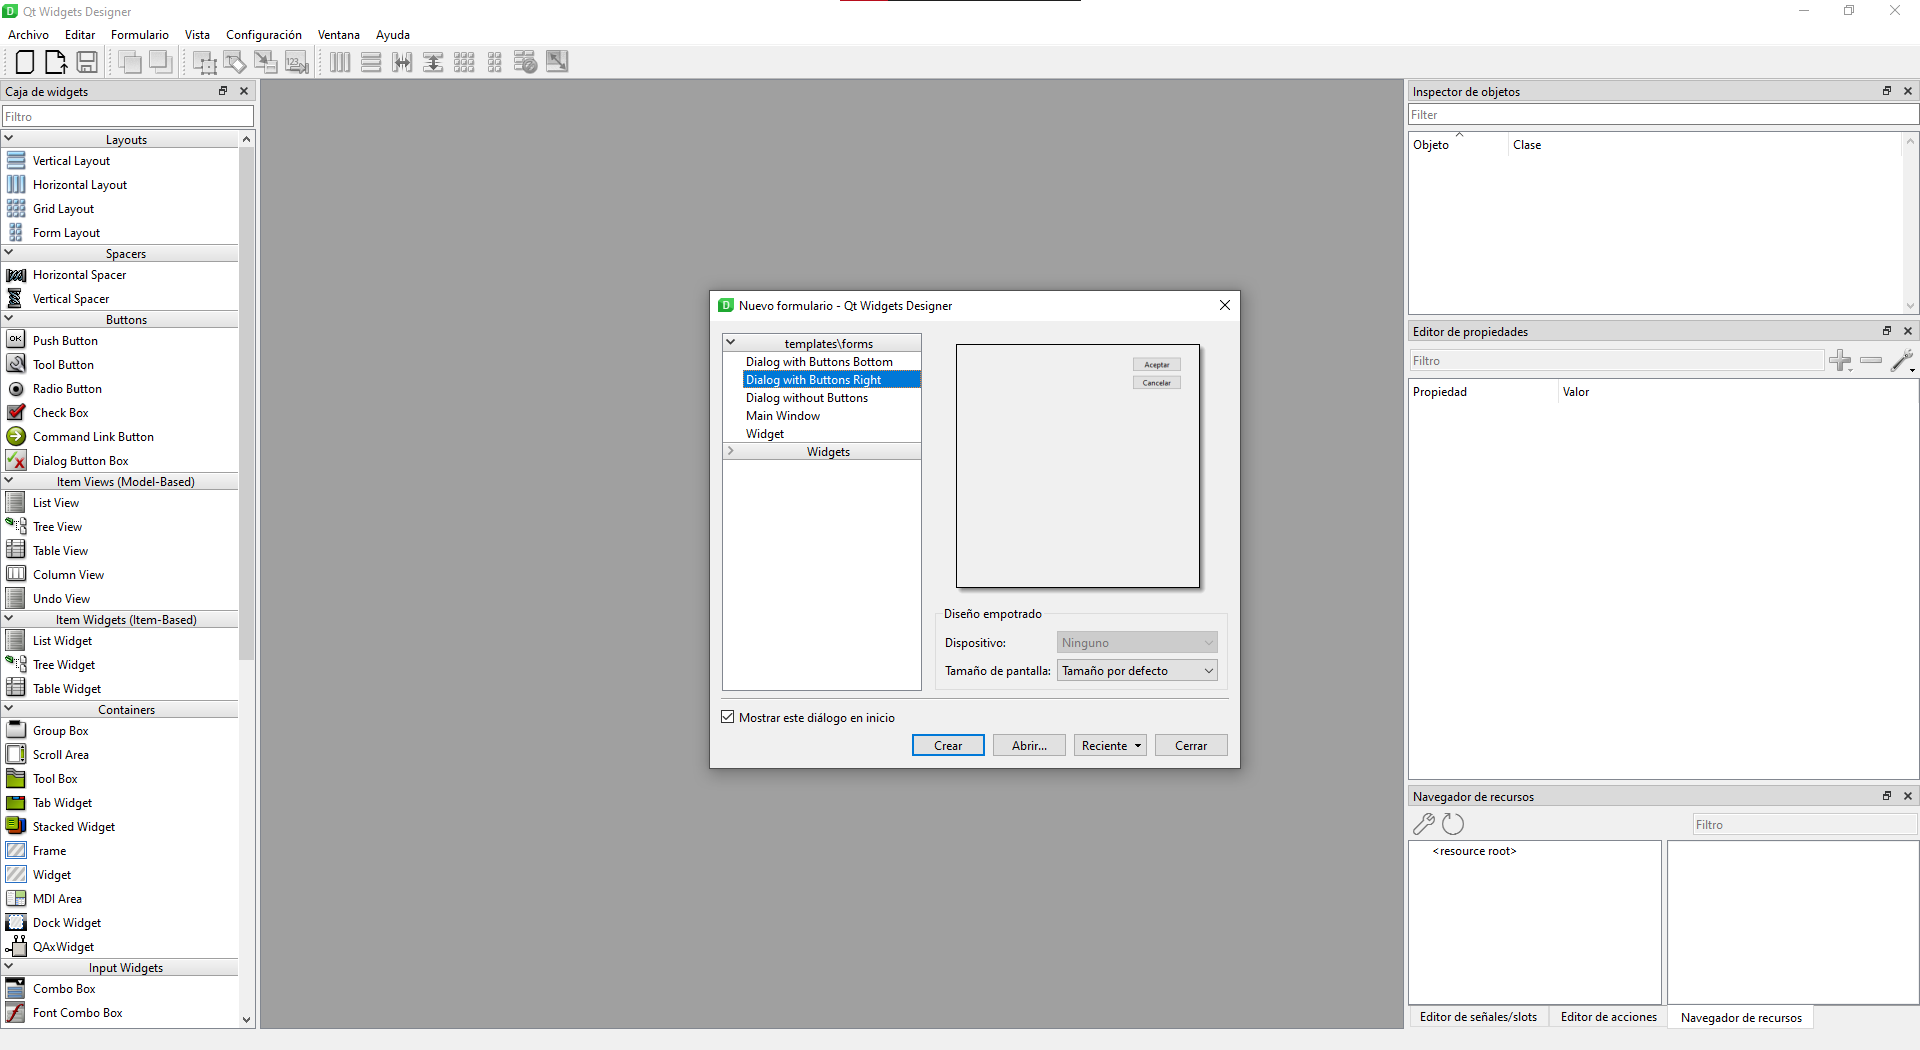 Qt Widgets Designer
Archivo Editar Formulario Vista Configuración Ventana Ayuda
123
Caja de widgets
Filtro
Layouts
Vertical Layout
Horizontal Layout
Grid Layout
Form Layout
Spacers
Horizontal Spacer
Vertical Spacer
Buttons
OK Push Button
Tool Button
Radio Button
Check Box
Command Link Button
Dialog Button Box
Item Views (Model-Based)
List View
Tree View
Table View
Column View
Undo View
Item Widgets (Item-Based)
List Widget
Tree Widget
Table Widget
Containers
Group Box
Scroll Area
Tool Box
Tab Widget
Stacked Widget
Frame
Widget
MDI Area
Dock Widget
QAxWidget
Input Widgets
Combo Box
Font Combo Box
Nuevo formulario - Qt Widgets Designer
templates\forms
Dialog with Buttons Bottom
Dialog with Buttons Right
Dialog without Buttons
Main Window
Widget
Widgets
Aceptar
Cancelar
Diseño empotrado
Dispositivo: Ninguno
Tamaño de pantalla: Tamaño por defecto
Mostrar este diálogo en inicio
Crear Abrir... Reciente Cerrar
Inspector de objetos
Filter
Objeto Clase
Editor de propiedades
Filtro
Propiedad Valor
Navegador de recursos
Filtro
<resource root>
Editor de señales/slots Editor de acciones Navegador de recursos